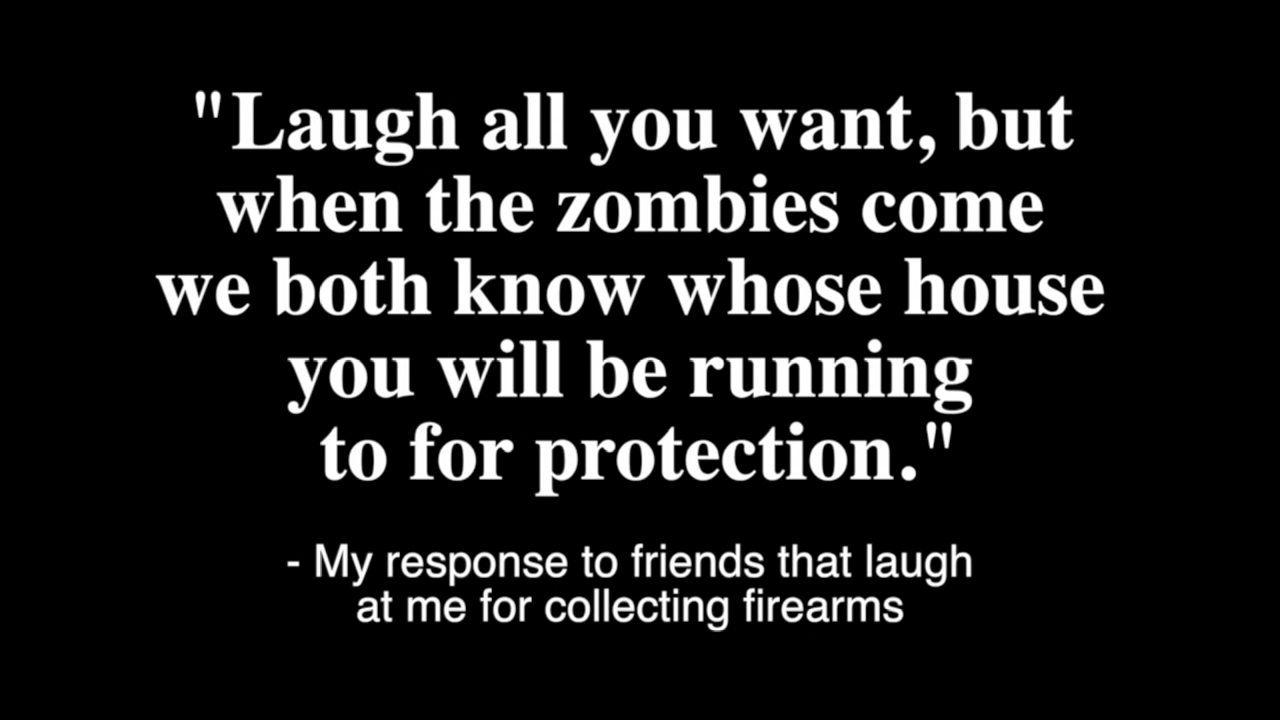 "Laugh all you want, but
when the zombies come
we both know whose house
you will be running
to for protection."
- My response to friends that laugh
at me for collecting firearms